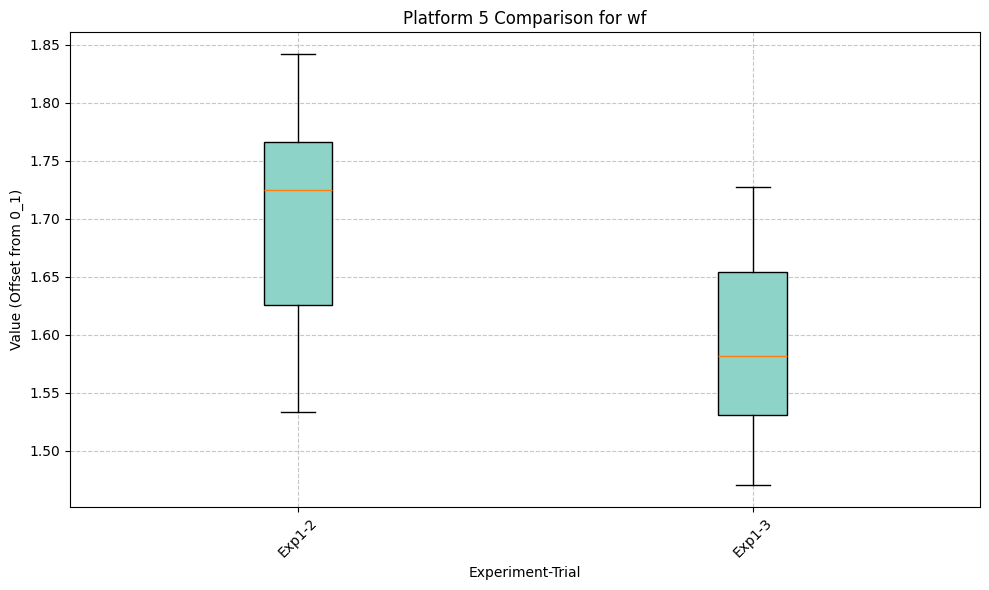 Platform 5 Comparison for wf
Value (Offset from 0_1)
1.85
1.80
1.75
1.70
1.65
1.60
1.55
1.50
Exp1-2
Exp1-3
Experiment-Trial